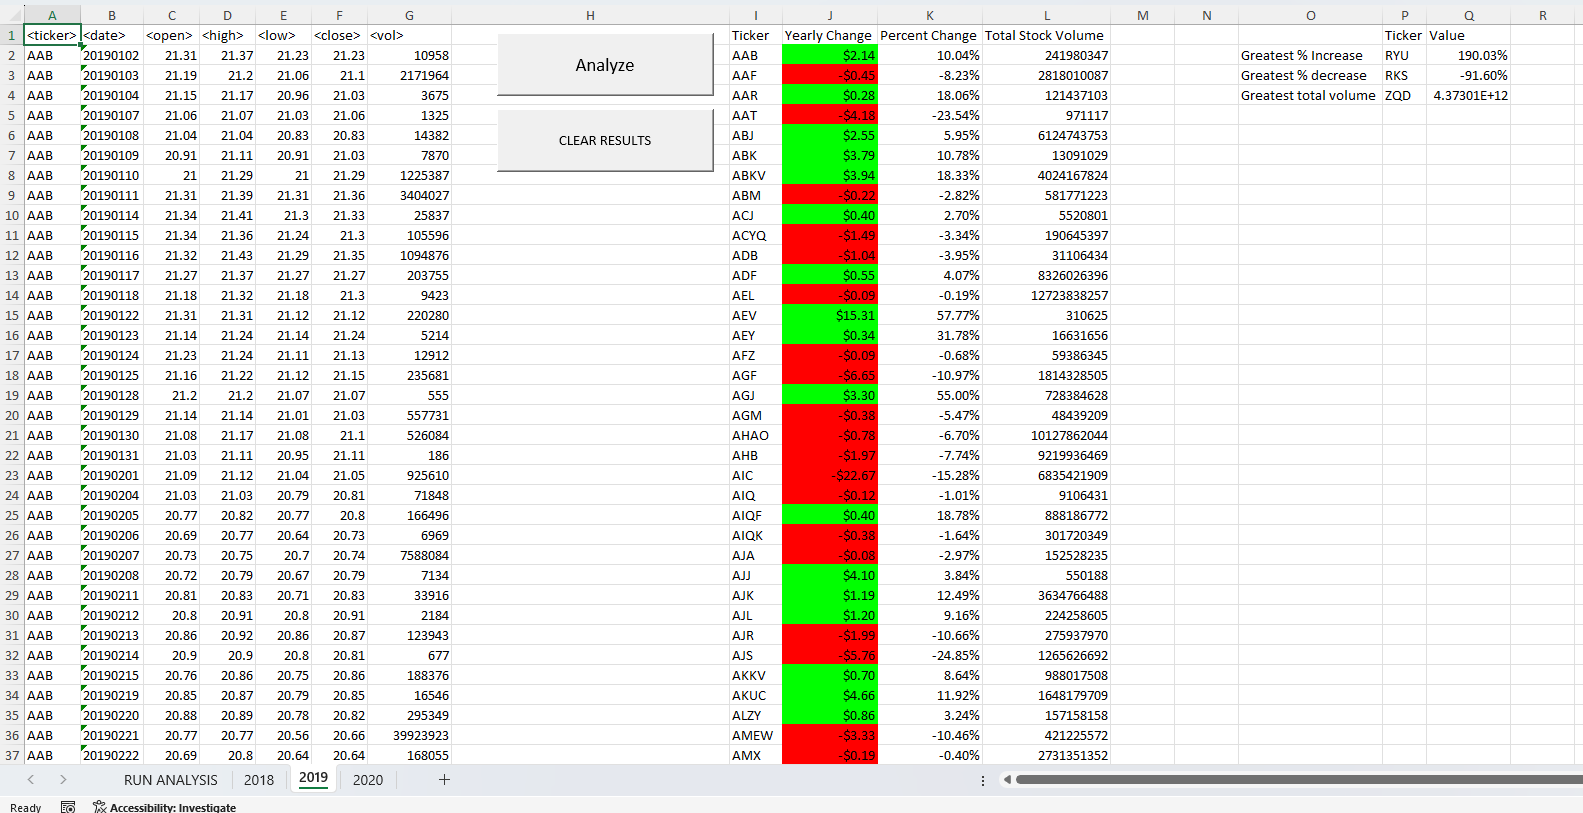 A B C D E F G H I J K L M N O P Q R
1 <ticker> <date> <open> <high> <low> <close> <vol> Ticker Yearly Change Percent Change Total Stock Volume Ticker Value
2 AAB 20190102 21.31 21.37 21.23 21.23 10958 AAB $2.14 10.04% 241980347 Greatest % Increase RYU 190.03%
3 AAB 20190103 21.19 21.2 21.06 21.1 2171964 AAF -$0.45 -8.23% 2818010087 Greatest % decrease RKS -91.60%
4 AAB 20190104 21.15 21.17 20.96 21.03 3675 AAR $0.28 18.06% 121437103 Greatest total volume ZQD 4.37301E+12
5 AAB 20190107 21.06 21.07 21.03 21.06 1325 AAT -$4.18 -23.54% 971117
6 AAB 20190108 21.04 21.04 20.83 20.83 14382 ABJ $2.55 5.95% 6124743753
7 AAB 20190109 20.91 21.11 20.91 21.03 7870 ABK $3.79 10.78% 13091029
8 AAB 20190110 21 21.29 21 21.29 1225387 ABKV $3.94 18.33% 4024167824
9 AAB 20190111 21.31 21.39 21.31 21.36 3404027 ABM -$0.22 -2.82% 581771223
10 AAB 20190114 21.34 21.41 21.3 21.33 25837 ACJ $0.40 2.70% 5520801
11 AAB 20190115 21.34 21.36 21.24 21.3 105596 ACYQ -$1.49 -3.34% 190645397
12 AAB 20190116 21.32 21.43 21.29 21.35 1094876 ADB -$1.04 -3.95% 31106434
13 AAB 20190117 21.27 21.37 21.27 21.27 203755 ADF $0.55 4.07% 8326026396
14 AAB 20190118 21.18 21.32 21.18 21.3 9423 AEL -$0.09 -0.19% 12723838257
15 AAB 20190122 21.31 21.31 21.12 21.12 220280 AEV $15.31 57.77% 310625
16 AAB 20190123 21.14 21.24 21.14 21.24 5214 AEY $0.34 31.78% 16631656
17 AAB 20190124 21.23 21.24 21.11 21.13 12912 AFZ -$0.09 -0.68% 59386345
18 AAB 20190125 21.16 21.22 21.12 21.15 235681 AGF -$6.65 -10.97% 1814328505
19 AAB 20190128 21.2 21.2 21.07 21.07 555 AGJ $3.30 55.00% 728384628
20 AAB 20190129 21.14 21.14 21.01 21.03 557731 AGM -$0.38 -5.47% 48439209
21 AAB 20190130 21.08 21.17 21.08 21.1 526084 AHAO -$0.78 -6.70% 10127862044
22 AAB 20190131 21.03 21.11 20.95 21.11 186 AHB -$1.97 -7.74% 9219936469
23 AAB 20190201 21.09 21.12 21.04 21.05 925610 AIC -$22.67 -15.28% 6835421909
24 AAB 20190204 21.03 21.03 20.79 20.81 71848 AIQ -$0.12 -1.01% 9106431
25 AAB 20190205 20.77 20.82 20.77 20.8 166496 AIQF $0.40 18.78% 888186772
26 AAB 20190206 20.69 20.77 20.64 20.73 6969 AIQK -$0.38 -1.64% 301720349
27 AAB 20190207 20.73 20.75 20.7 20.74 7588084 AJA -$0.08 -2.97% 152528235
28 AAB 20190208 20.72 20.79 20.67 20.79 7134 AJJ $4.10 3.84% 550188
29 AAB 20190211 20.81 20.83 20.71 20.83 33916 AJK $1.19 12.49% 3634766488
30 AAB 20190212 20.8 20.91 20.8 20.91 2184 AJL $1.20 9.16% 224258605
31 AAB 20190213 20.86 20.92 20.86 20.87 123943 AJR -$1.99 -10.66% 275937970
32 AAB 20190214 20.9 20.9 20.8 20.81 677 AJS -$5.76 -24.85% 1265626692
33 AAB 20190215 20.76 20.86 20.75 20.86 188376 AKKV $0.70 8.64% 988017508
34 AAB 20190219 20.85 20.87 20.79 20.85 16546 AKUC $4.66 11.92% 1648179709
35 AAB 20190220 20.88 20.89 20.78 20.82 295349 ALZY $0.86 3.24% 157158158
36 AAB 20190221 20.77 20.77 20.56 20.66 39923923 AMEW -$3.33 -10.46% 421225572
37 AAB 20190222 20.69 20.8 20.64 20.64 168055 AMX -$0.19 -0.40% 2731351352
Analyze
CLEAR RESULTS
RUN ANALYSIS 2018 2019 2020
Ready Accessibility: Investigate